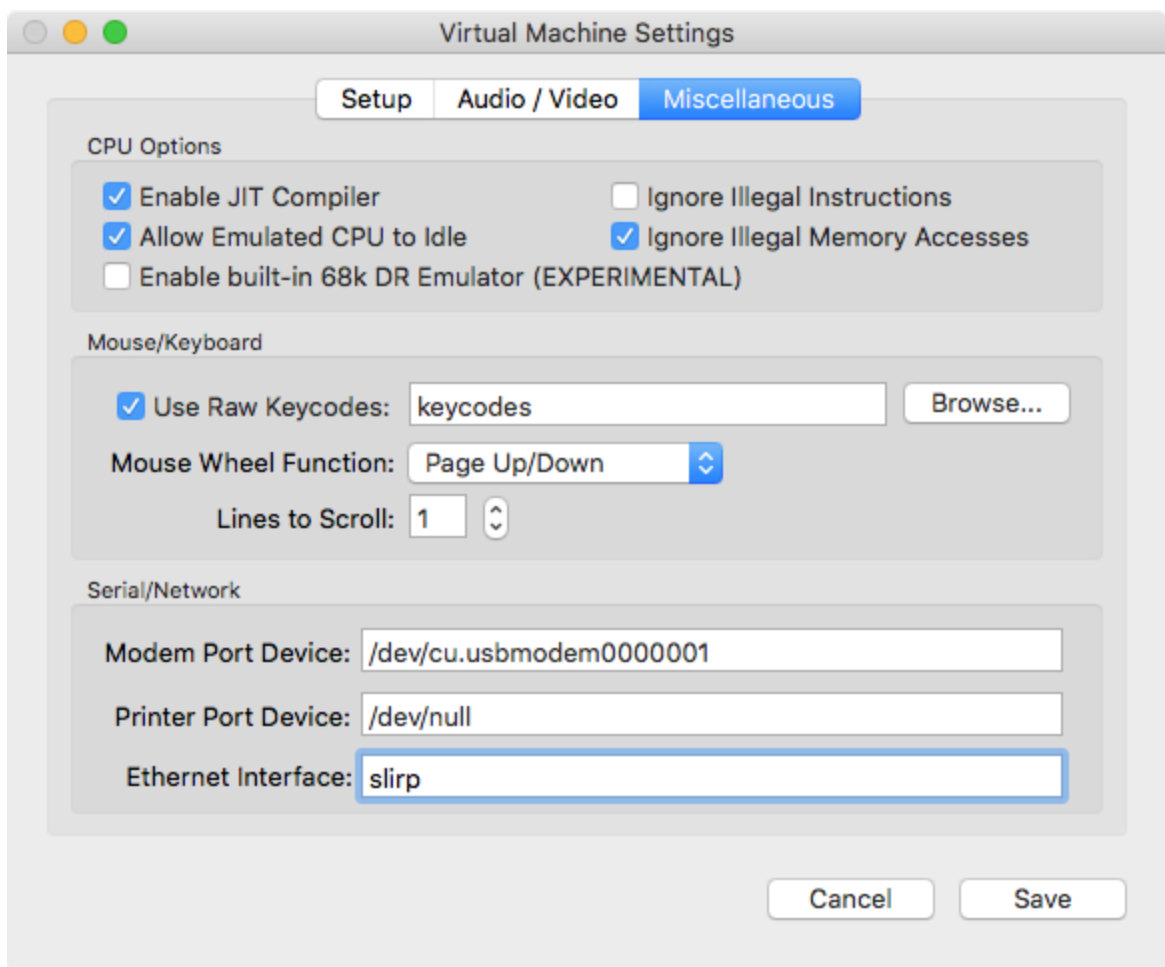 Virtual Machine Settings
Setup Audio / Video Miscellaneous
CPU Options
Enable JIT Compiler Ignore Illegal Instructions
Allow Emulated CPU to Idle Ignore Illegal Memory Accesses
Enable built-in 68k DR Emulator (EXPERIMENTAL)
Mouse/Keyboard
Use Raw Keycodes: keycodes Browse...
Mouse Wheel Function: Page Up/Down
Lines to Scroll: 1
Serial/Network
Modem Port Device: /dev/cu.usbmodem0000001
Printer Port Device: /dev/null
Ethernet Interface: slirp
Cancel Save